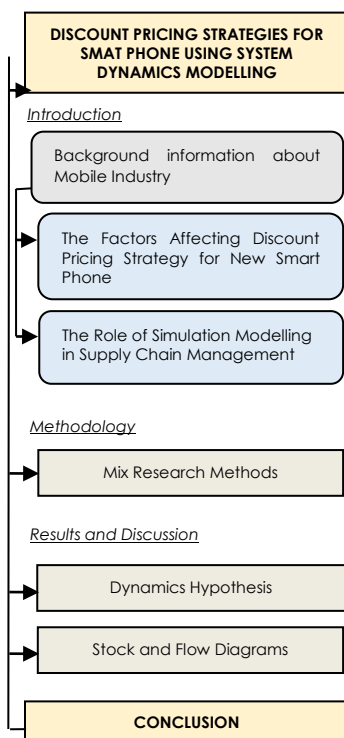 DISCOUNT PRICING STRATEGIES FOR
SMAT PHONE USING SYSTEM
DYNAMICS MODELLING
Introduction
Background information about
Mobile Industry
The Factors Affecting Discount
Pricing Strategy for New Smart
Phone
The Role of Simulation Modelling
in Supply Chain Management
Methodology
Mix Research Methods
Results and Discussion
Dynamics Hypothesis
Stock and Flow Diagrams
CONCLUSION